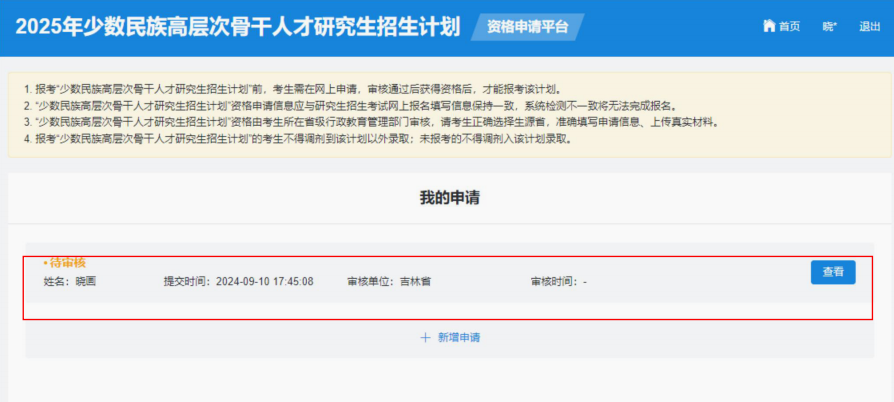 2025年少数民族高层次骨干人才研究生招生计划 资格申请平台 首页 晓* 退出
1. 报考“少数民族高层次骨干人才研究生招生计划”前，考生需在网上申请，审核通过后获得资格后，才能报考该计划。
2. “少数民族高层次骨干人才研究生招生计划”资格申请信息应与研究生招生考试网上报名填写信息保持一致，系统检测不一致将无法完成报名。
3. “少数民族高层次骨干人才研究生招生计划”资格由考生所在省级行政教育管理部门审核，请考生正确选择生源省，准确填写申请信息、上传真实材料。
4. 报考“少数民族高层次骨干人才研究生招生计划”的考生不得调剂到该计划以外录取；未报考的不得调剂入该计划录取。
我的申请
• 待审核
姓名：晓画 提交时间：2024-09-10 17:45:08 审核单位：吉林省 审核时间：- 查看
＋ 新增申请